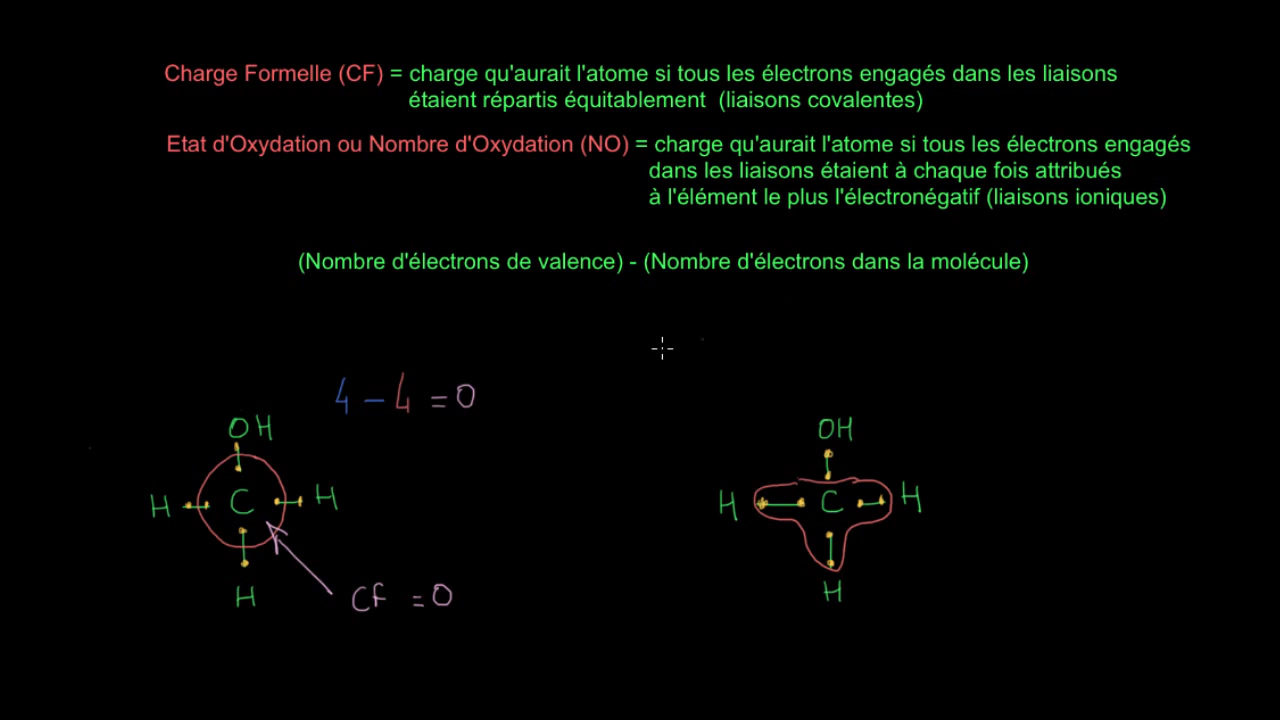 Charge Formelle (CF) = charge qu'aurait l'atome si tous les électrons engagés dans les liaisons
étaient répartis équitablement (liaisons covalentes)
Etat d'Oxydation ou Nombre d'Oxydation (NO) = charge qu'aurait l'atome si tous les électrons engagés
dans les liaisons étaient à chaque fois attribués
à l'élément le plus l'électronégatif (liaisons ioniques)
(Nombre d'électrons de valence) - (Nombre d'électrons dans la molécule)
4 - 4 = 0
OH
H C H
H
CF = 0
OH
H C H
H